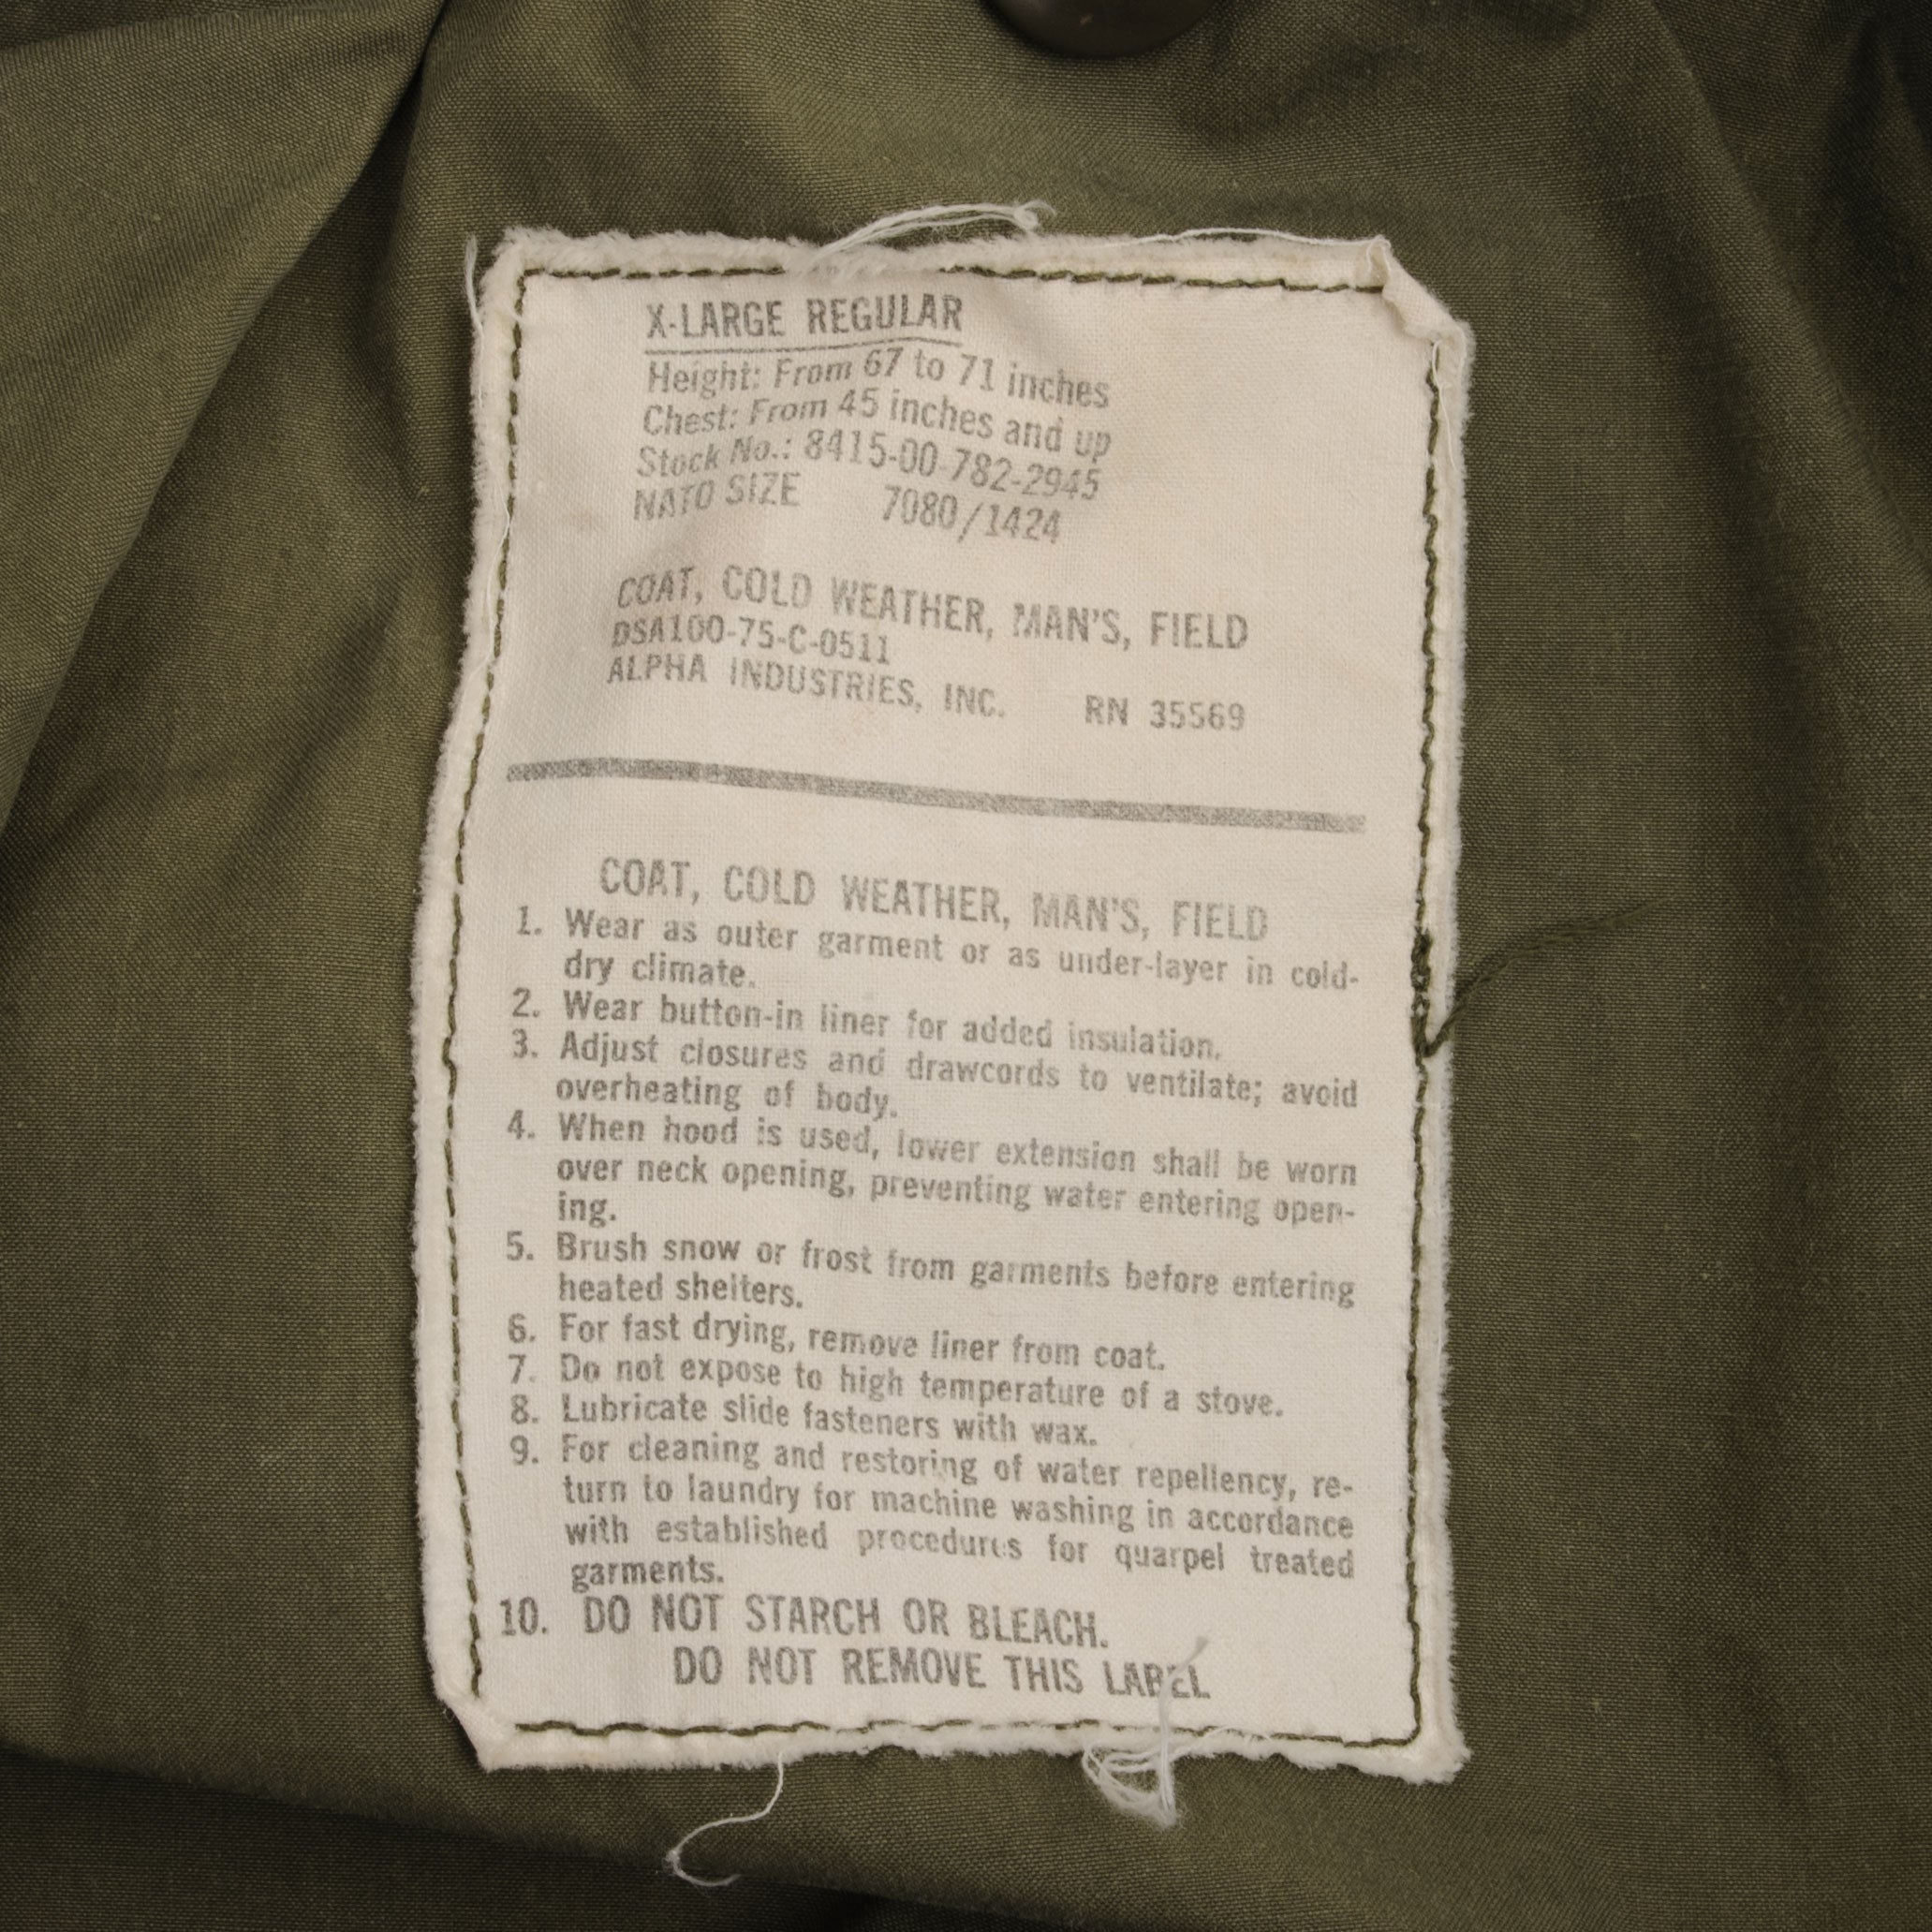 X-LARGE REGULAR
Height: From 67 to 71 inches
Chest: From 45 inches and up
Stock No.: 8415-00-782-2945
NATO SIZE 7080/1424
COAT, COLD WEATHER, MAN'S, FIELD
DSA100-75-C-0511
ALPHA INDUSTRIES, INC. RN 35569
COAT, COLD WEATHER, MAN'S, FIELD
1. Wear as outer garment or as under-layer in cold-
dry climate.
2. Wear button-in liner for added insulation.
3. Adjust closures and drawcords to ventilate; avoid
overheating of body.
4. When hood is used, lower extension shall be worn
over neck opening, preventing water entering open-
ing.
5. Brush snow or frost from garments before entering
heated shelters.
6. For fast drying, remove liner from coat.
7. Do not expose to high temperature of a stove.
8. Lubricate slide fasteners with wax.
9. For cleaning and restoring of water repellency, re-
turn to laundry for machine washing in accordance
with established procedures for quarpel treated
garments.
10. DO NOT STARCH OR BLEACH.
DO NOT REMOVE THIS LABEL